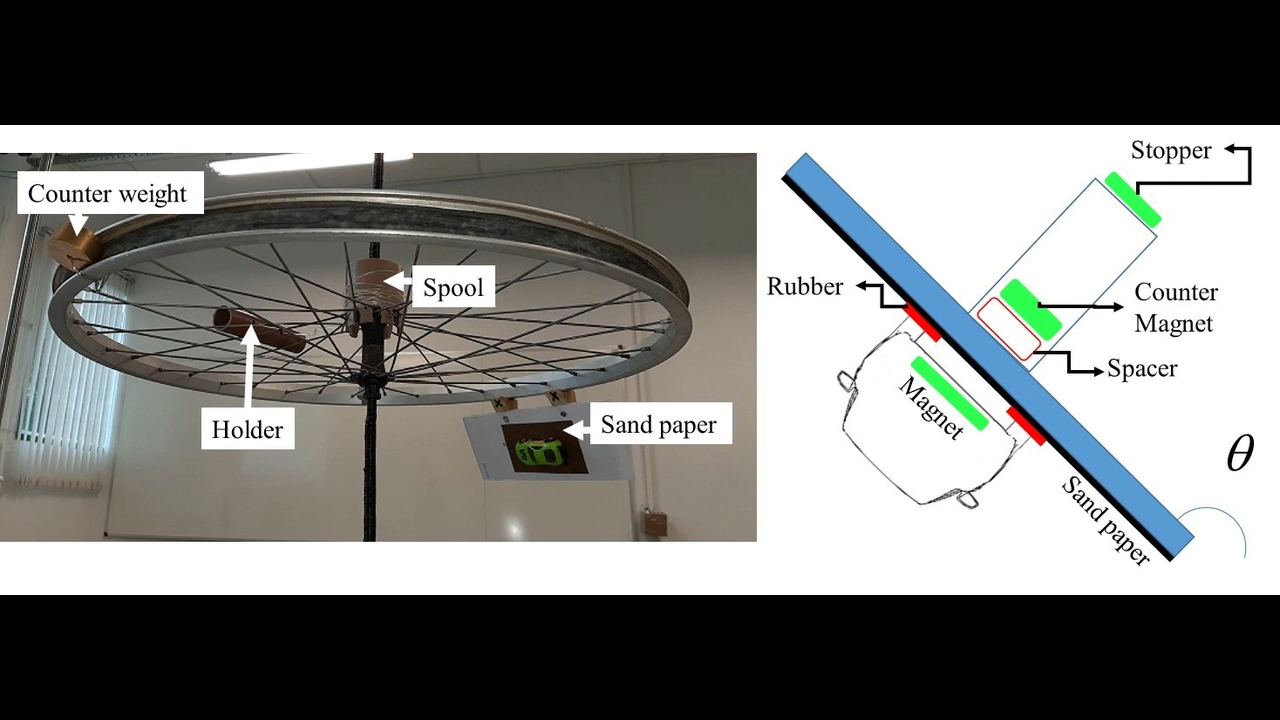 Counter weight
Spool
Holder
Sand paper
Stopper
Rubber
Counter
Magnet
Spacer
Magnet
Sand paper
θ